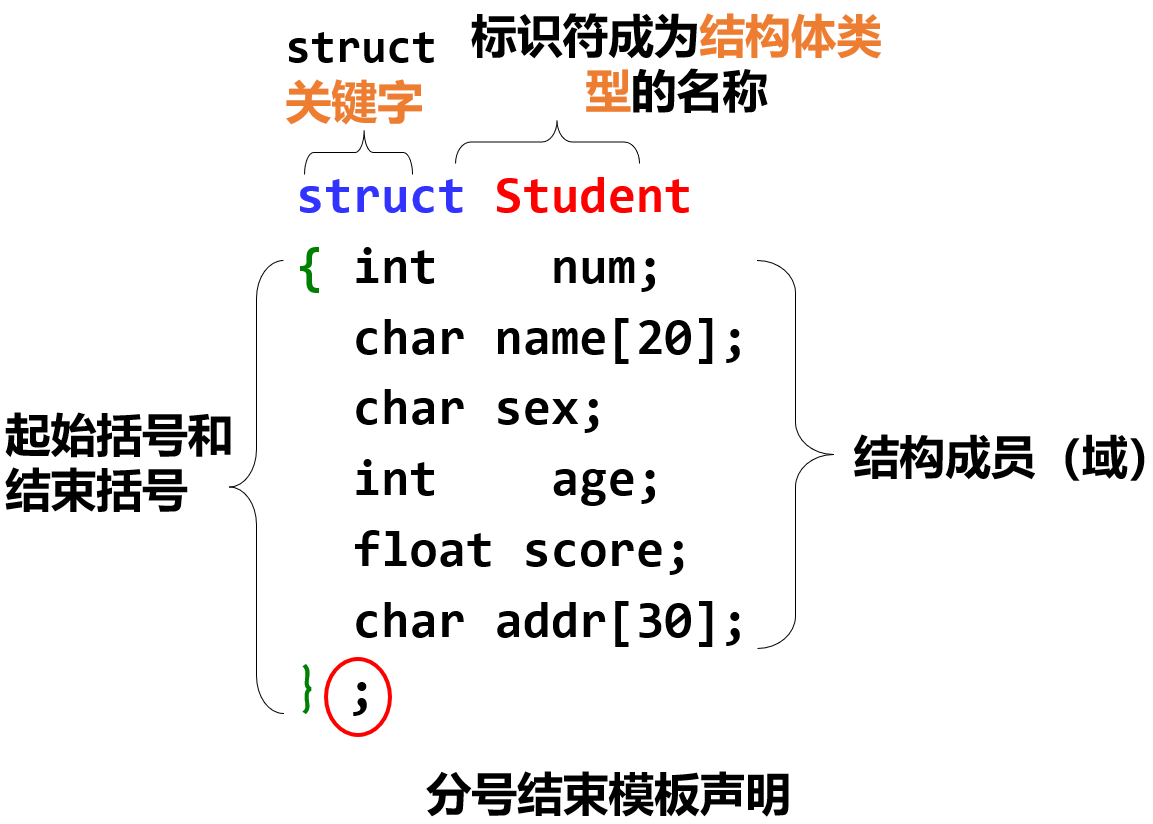 struct
关键字
标识符成为结构体类
型的名称
struct Student
{ int    num;
char name[20];
char sex;
int    age;
float score;
char addr[30];
} ;
起始括号和
结束括号
结构成员（域）
分号结束模板声明